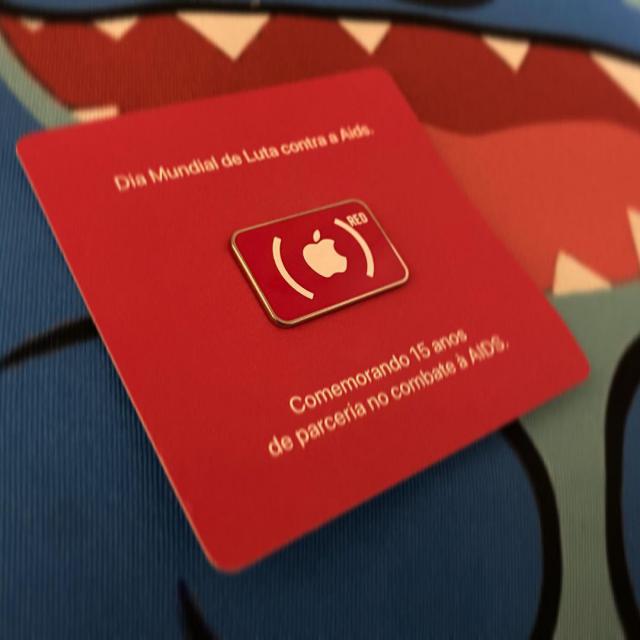 Dia Mundial de Luta contra a Aids.
( )RED
Comemorando 15 anos
de parceria no combate à AIDS.